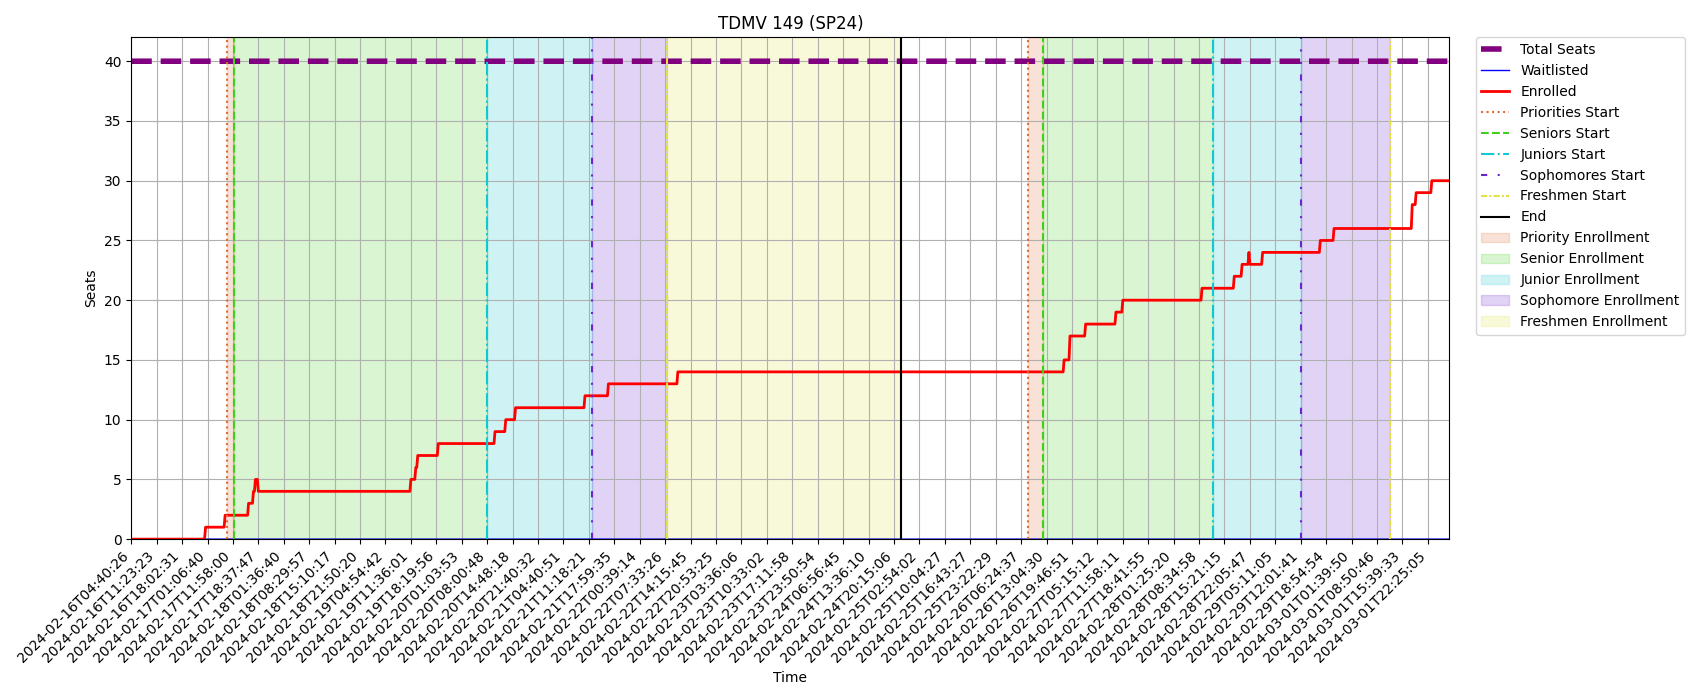 TDMV 149 (SP24)
Seats
40
35
30
25
20
15
10
5
0
2024-02-16T04:40:26
2024-02-16T11:23:23
2024-02-16T18:02:31
2024-02-17T01:06:40
2024-02-17T11:58:00
2024-02-17T18:37:47
2024-02-18T01:36:40
2024-02-18T08:29:57
2024-02-18T15:10:17
2024-02-18T21:50:20
2024-02-19T04:54:42
2024-02-19T11:36:01
2024-02-19T18:19:56
2024-02-20T01:03:53
2024-02-20T08:00:48
2024-02-20T14:48:19
2024-02-20T21:40:32
2024-02-21T04:40:51
2024-02-21T11:18:21
2024-02-21T17:59:35
2024-02-22T00:39:14
2024-02-22T07:33:26
2024-02-22T14:15:45
2024-02-22T20:53:25
2024-02-23T03:36:06
2024-02-23T10:33:02
2024-02-23T17:11:58
2024-02-23T23:50:54
2024-02-24T06:56:45
2024-02-24T13:36:10
2024-02-24T20:15:06
2024-02-25T02:54:02
2024-02-25T10:04:27
2024-02-25T16:43:27
2024-02-25T23:22:29
2024-02-26T06:24:37
2024-02-26T13:04:30
2024-02-26T19:46:51
2024-02-27T05:15:12
2024-02-27T11:58:11
2024-02-27T18:41:55
2024-02-28T01:25:20
2024-02-28T08:34:58
2024-02-28T15:21:15
2024-02-28T22:05:47
2024-02-29T05:11:05
2024-02-29T12:01:41
2024-02-29T18:54:54
2024-03-01T01:39:50
2024-03-01T08:50:46
2024-03-01T15:39:33
2024-03-01T22:25:05
Time
Total Seats
Waitlisted
Enrolled
Priorities Start
Seniors Start
Juniors Start
Sophomores Start
Freshmen Start
End
Priority Enrollment
Senior Enrollment
Junior Enrollment
Sophomore Enrollment
Freshmen Enrollment